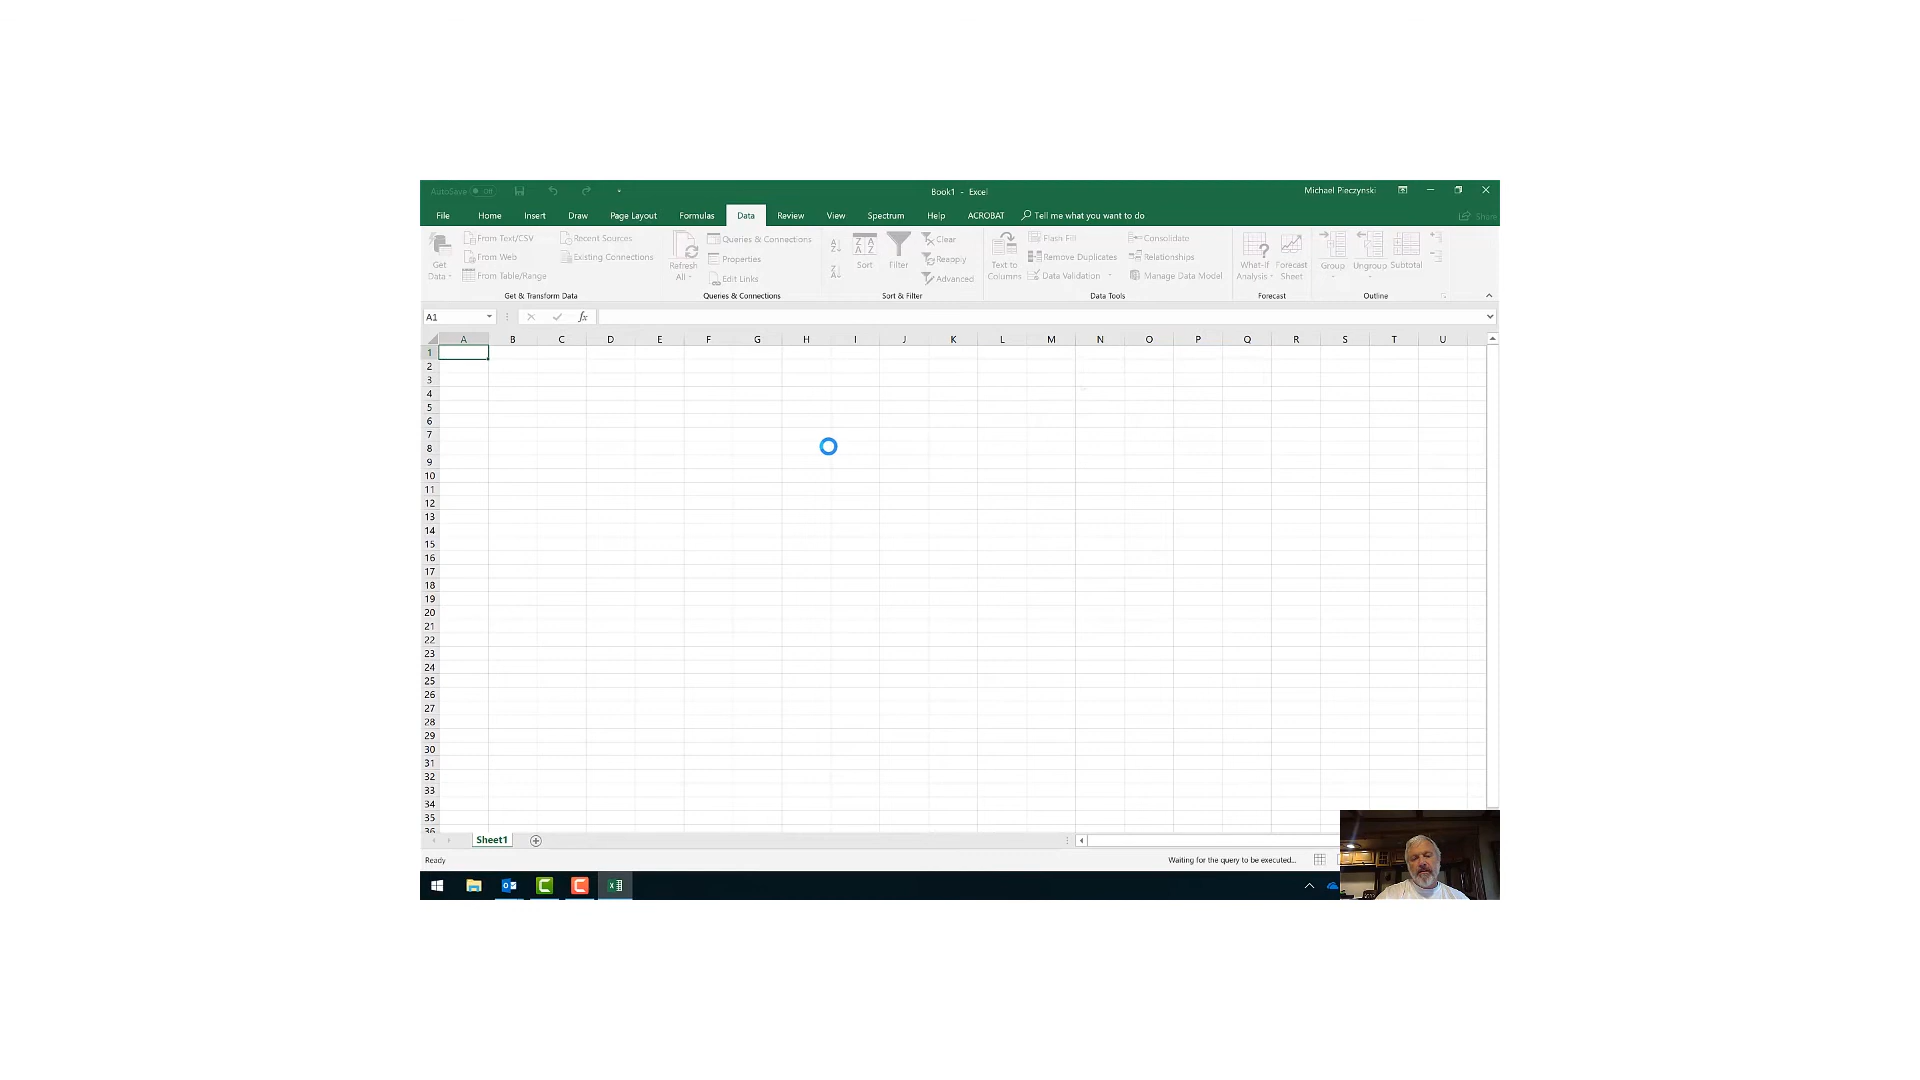 AutoSave Off
Book1 - Excel
Michael Pieczynski
File Home Insert Draw Page Layout Formulas Data Review View Spectrum Help ACROBAT Tell me what you want to do Share
Get Data
From Text/CSV
From Web
From Table/Range
Recent Sources
Existing Connections
Get & Transform Data
Refresh All
Queries & Connections
Properties
Edit Links
Queries & Connections
Sort
Filter
Clear
Reapply
Advanced
Sort & Filter
Text to Columns
Flash Fill
Remove Duplicates
Data Validation
Consolidate
Relationships
Manage Data Model
Data Tools
What-If Analysis
Forecast Sheet
Forecast
Group
Ungroup
Subtotal
Outline
A1
fx
A B C D E F G H I J K L M N O P Q R S T U
1
2
3
4
5
6
7
8
9
10
11
12
13
14
15
16
17
18
19
20
21
22
23
24
25
26
27
28
29
30
31
32
33
34
35
36
Sheet1
Ready
Waiting for the query to be executed...